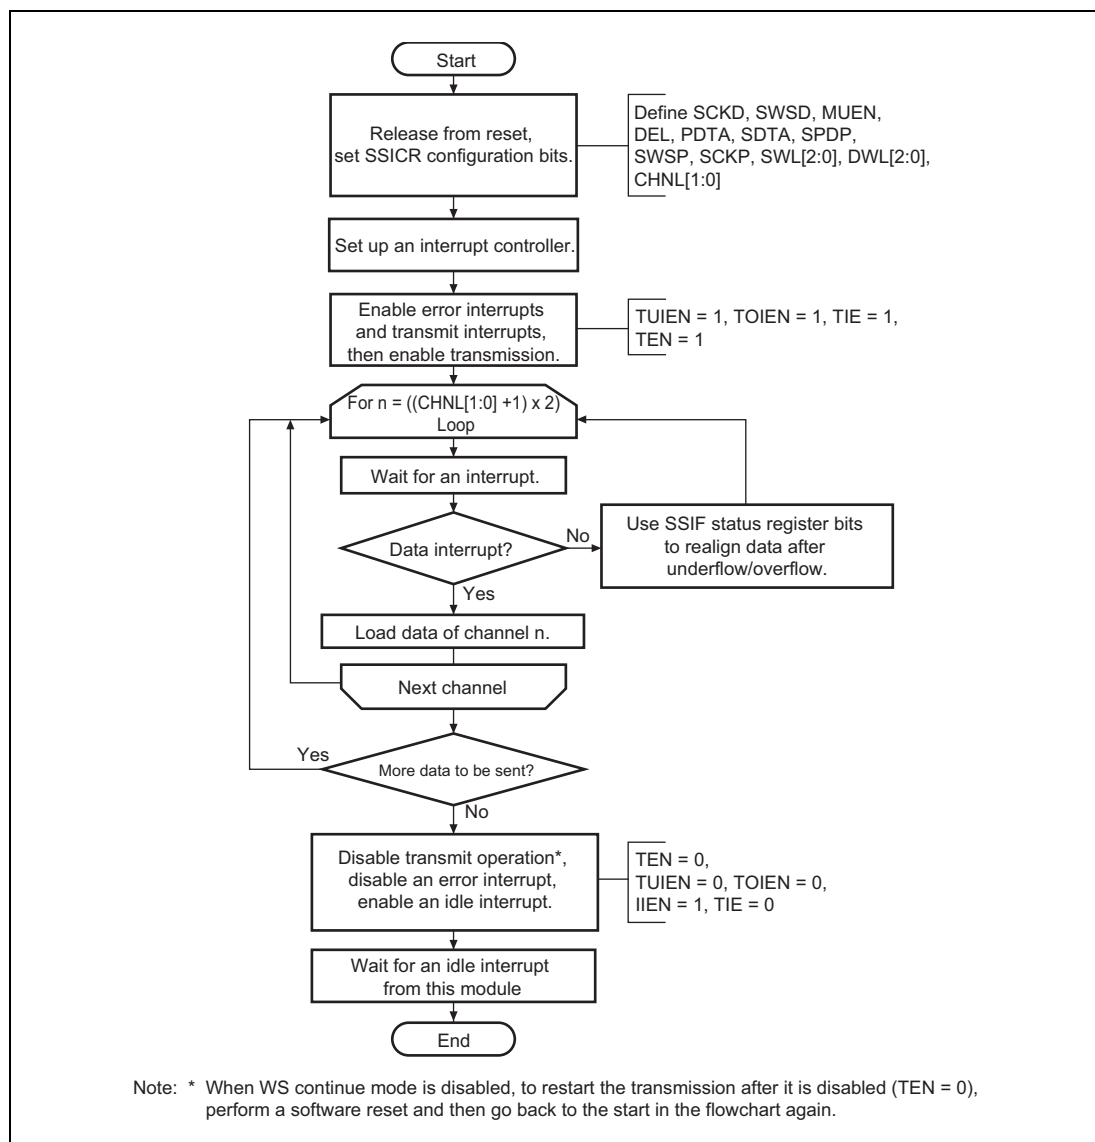 Start
Release from reset,
set SSICR configuration bits.
Define SCKD, SWSD, MUEN,
DEL, PDTA, SDTA, SPDP,
SWSP, SCKP, SWL[2:0], DWL[2:0],
CHNL[1:0]
Set up an interrupt controller.
Enable error interrupts
and transmit interrupts,
then enable transmission.
TUIEN = 1, TOIEN = 1, TIE = 1,
TEN = 1
For n = ((CHNL[1:0] +1) x 2)
Loop
Wait for an interrupt.
Data interrupt?
No
Use SSIF status register bits
to realign data after
underflow/overflow.
Yes
Load data of channel n.
Next channel
Yes
More data to be sent?
No
Disable transmit operation*,
disable an error interrupt,
enable an idle interrupt.
TEN = 0,
TUIEN = 0, TOIEN = 0,
IIEN = 1, TIE = 0
Wait for an idle interrupt
from this module
End
Note: * When WS continue mode is disabled, to restart the transmission after it is disabled (TEN = 0),
perform a software reset and then go back to the start in the flowchart again.